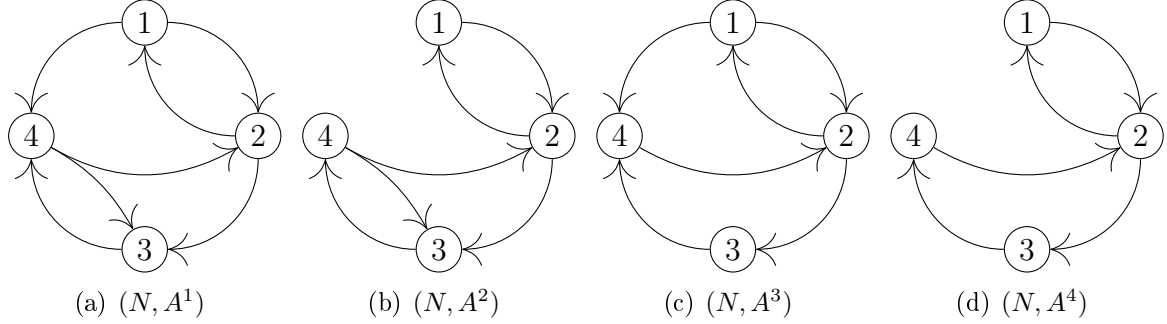 1 1 1 1
4 2 4 2 4 2 4 2
3 3 3 3
(a) (N, A¹) (b) (N, A²) (c) (N, A³) (d) (N, A⁴)